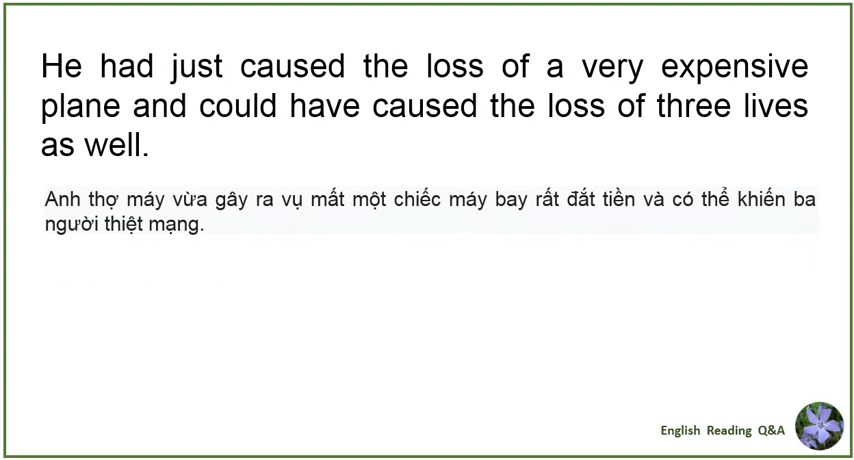 He had just caused the loss of a very expensive
plane and could have caused the loss of three lives
as well.
Anh thợ máy vừa gây ra vụ mất một chiếc máy bay rất đắt tiền và có thể khiến ba
người thiệt mạng.
English Reading Q&A